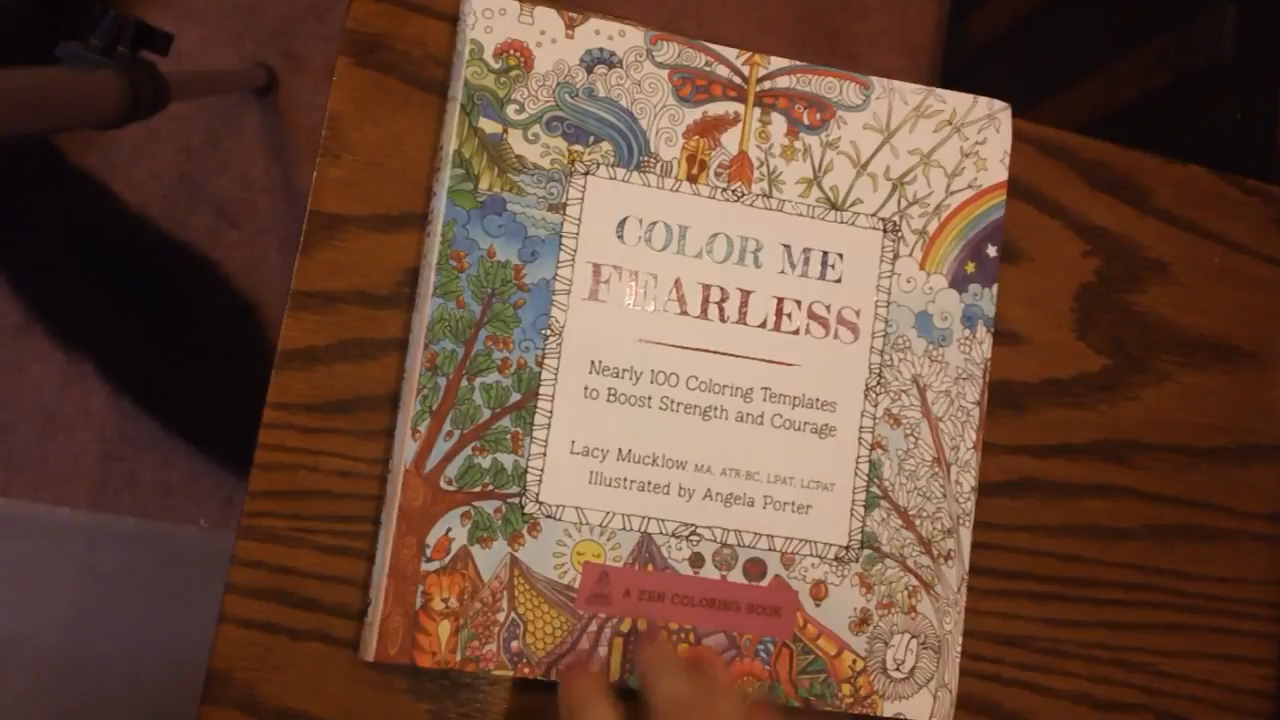 COLOR ME
FEARLESS
Nearly 100 Coloring Templates
to Boost Strength and Courage
Lacy Mucklow, MA, ATR-BC, LPAT, LCPAT
Illustrated by Angela Porter
A ZEN COLORING BOOK